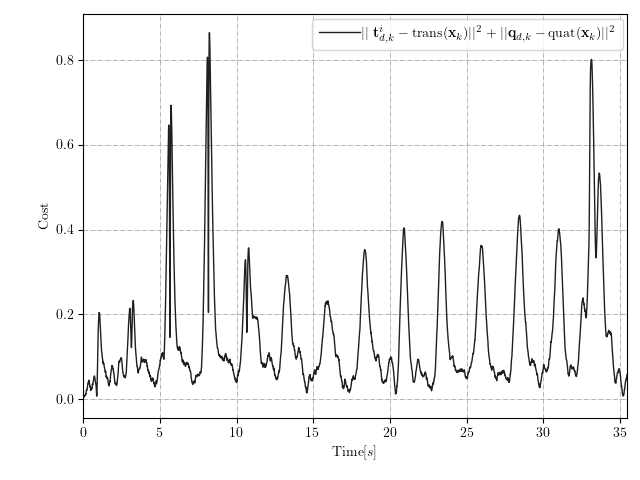 || t^i_{d,k} − trans(x_k)||^2 + ||q_{d,k} − quat(x_k)||^2
0.8
0.6
0.4
0.2
0.0
Cost
0 5 10 15 20 25 30 35
Time[s]